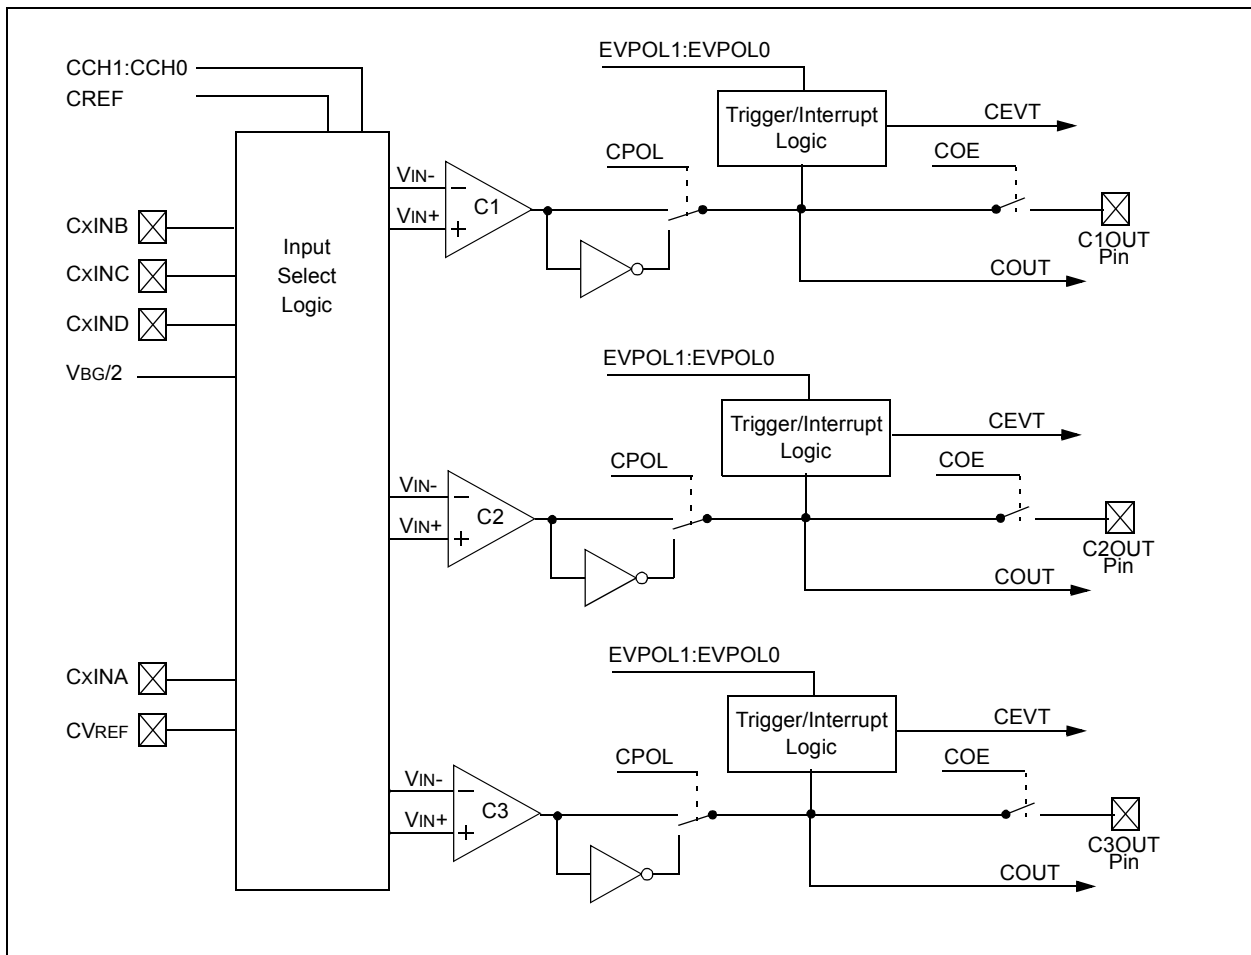 CCH1:CCH0
CREF
CxINB
CxINC
CxIND
VBG/2
Input
Select
Logic
CxINA
CVREF
EVPOL1:EVPOL0
Trigger/Interrupt
Logic
CEVT
CPOL
COE
VIN-
VIN+
C1
C1OUT
Pin
COUT
EVPOL1:EVPOL0
Trigger/Interrupt
Logic
CEVT
CPOL
COE
VIN-
VIN+
C2
C2OUT
Pin
COUT
EVPOL1:EVPOL0
Trigger/Interrupt
Logic
CEVT
CPOL
COE
VIN-
VIN+
C3
C3OUT
Pin
COUT